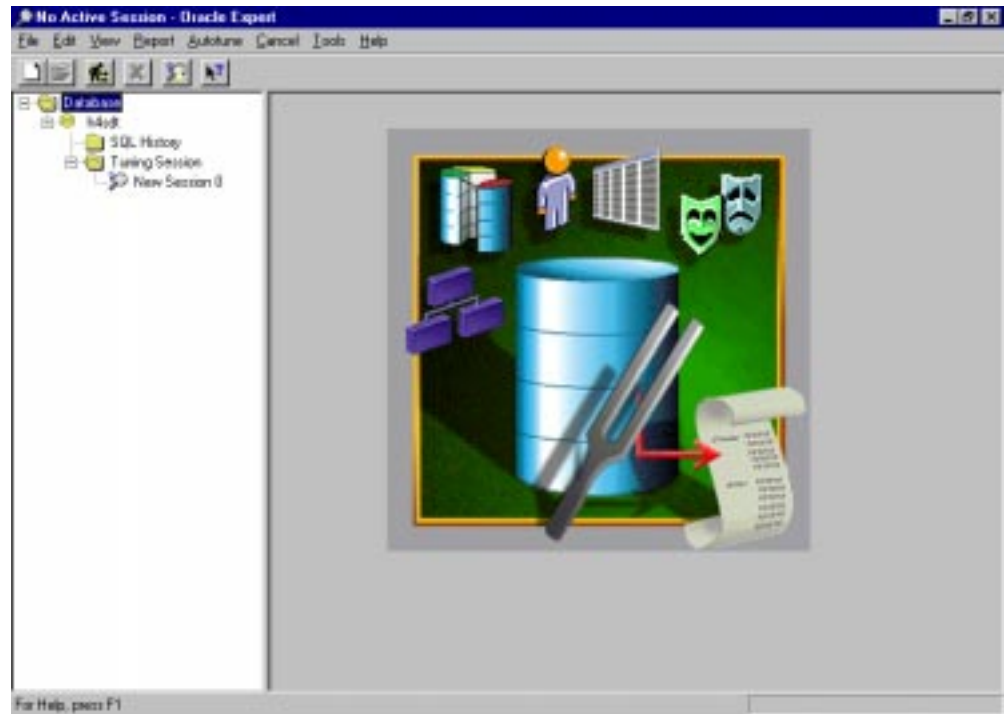 No Active Session - Oracle Expert
File Edit View Report Autotune Cancel Tools Help
Database
SQL History
Tuning Session
New Session 0
For Help, press F1